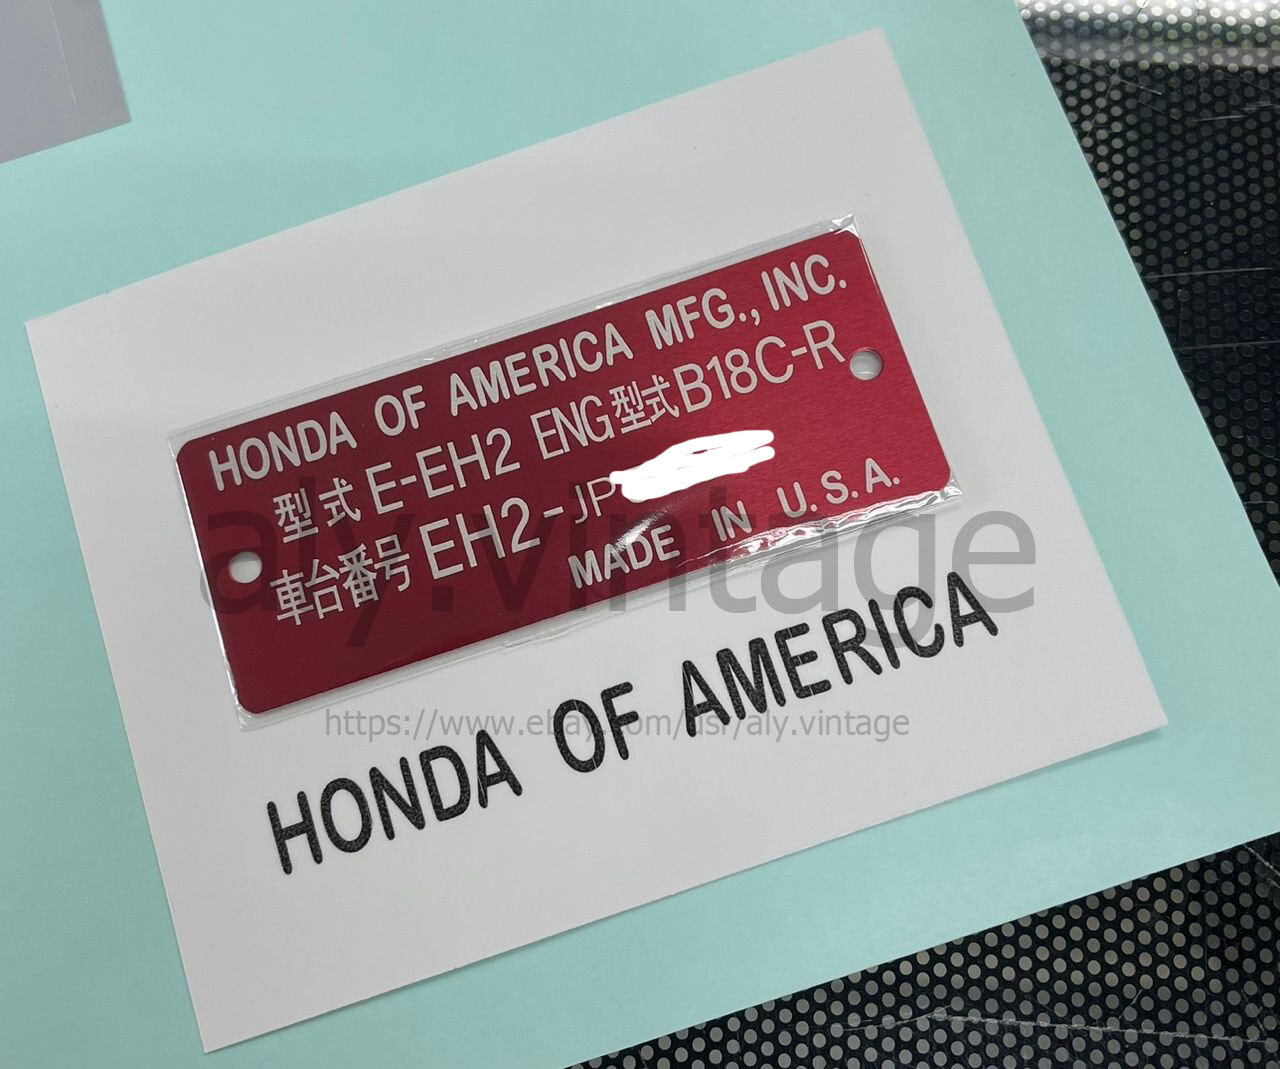 HONDA OF AMERICA MFG., INC.
型式 E-EH2 ENG型式 B18C-R
車台番号 EH2-JP
MADE IN U.S.A.
aly.vintage
HONDA OF AMERICA
https://www.ebay.com/usr/aly.vintage